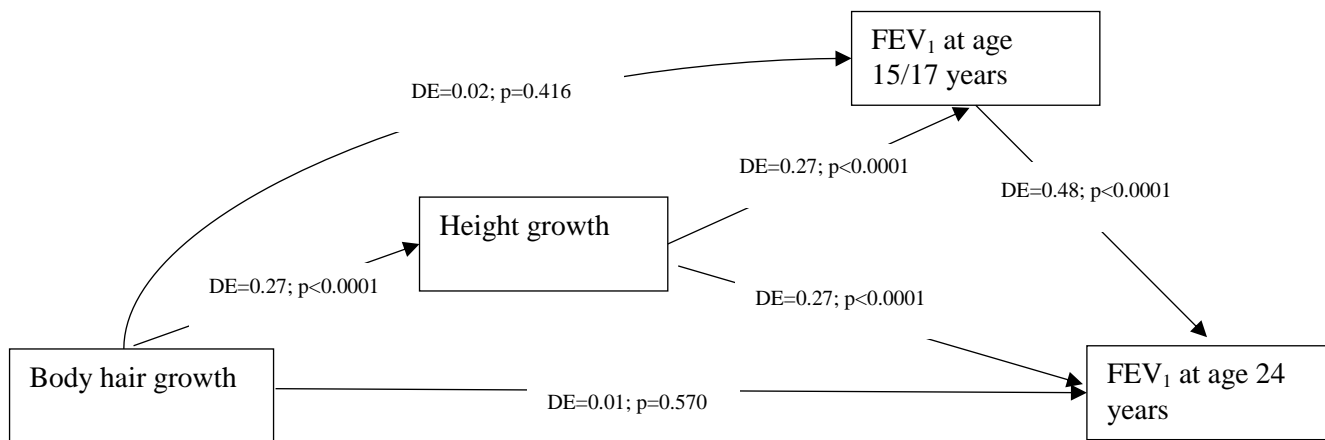 FEV₁ at age
15/17 years
DE=0.02; p=0.416
DE=0.27; p<0.0001
DE=0.48; p<0.0001
Height growth
DE=0.27; p<0.0001
DE=0.27; p<0.0001
Body hair growth
FEV₁ at age 24
years
DE=0.01; p=0.570